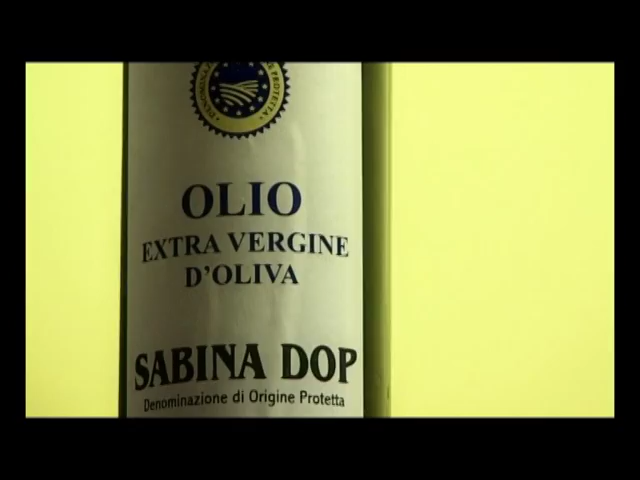 OLIO
EXTRA VERGINE
D'OLIVA
SABINA DOP
Denominazione di Origine Protetta